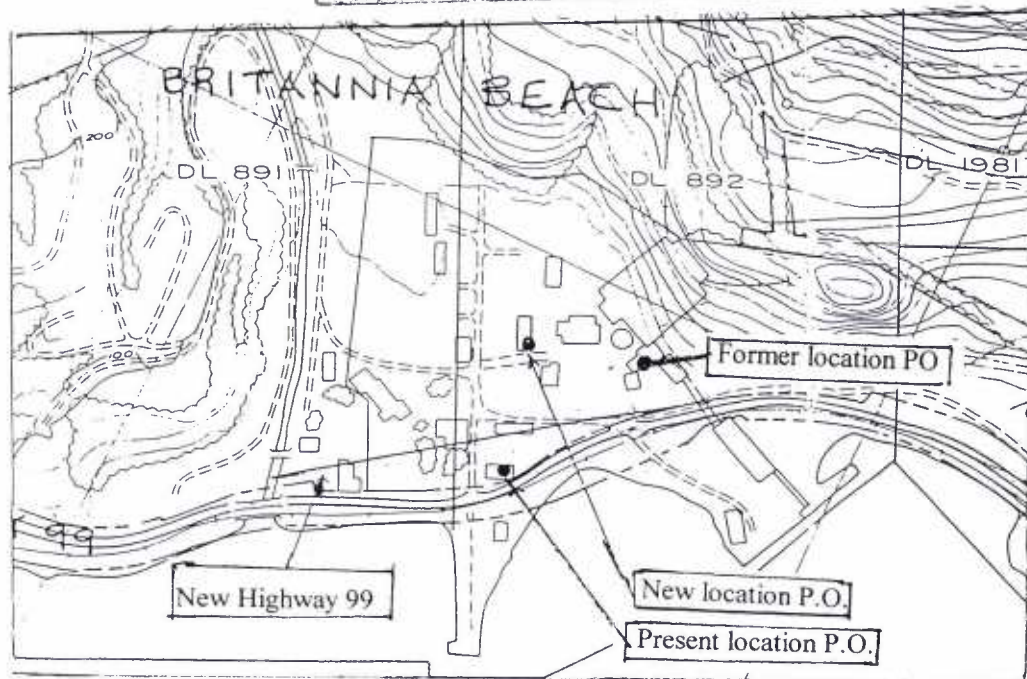 BRITANNIA BEACH
200
DL 891
DL 892
DL 1981
Former location PO
99
New Highway 99
New location P.O.
Present location P.O.